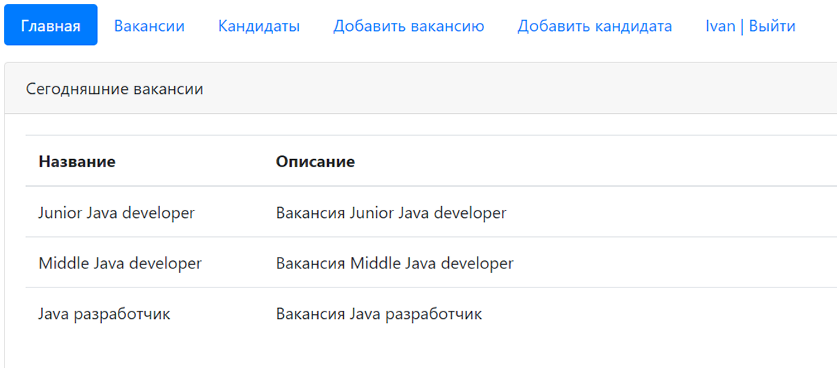 Главная Вакансии Кандидаты Добавить вакансию Добавить кандидата Ivan | Выйти
Сегодняшние вакансии
Название Описание
Junior Java developer Вакансия Junior Java developer
Middle Java developer Вакансия Middle Java developer
Java разработчик Вакансия Java разработчик